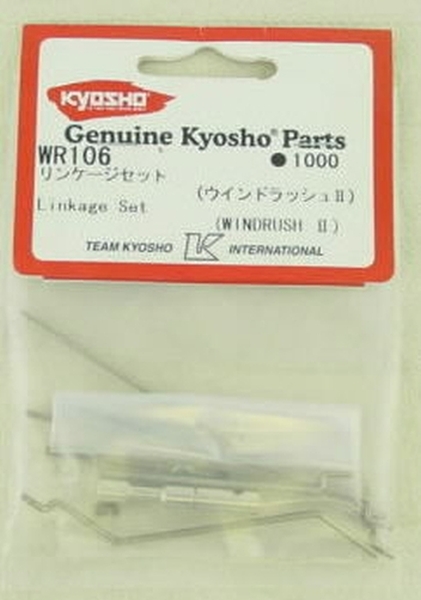 KYOSHO
Genuine Kyosho® Parts
WR106 ●1000
リンケージセット (ウインドラッシュⅡ)
Linkage Set (WINDRUSH Ⅱ)
TEAM KYOSHO K INTERNATIONAL